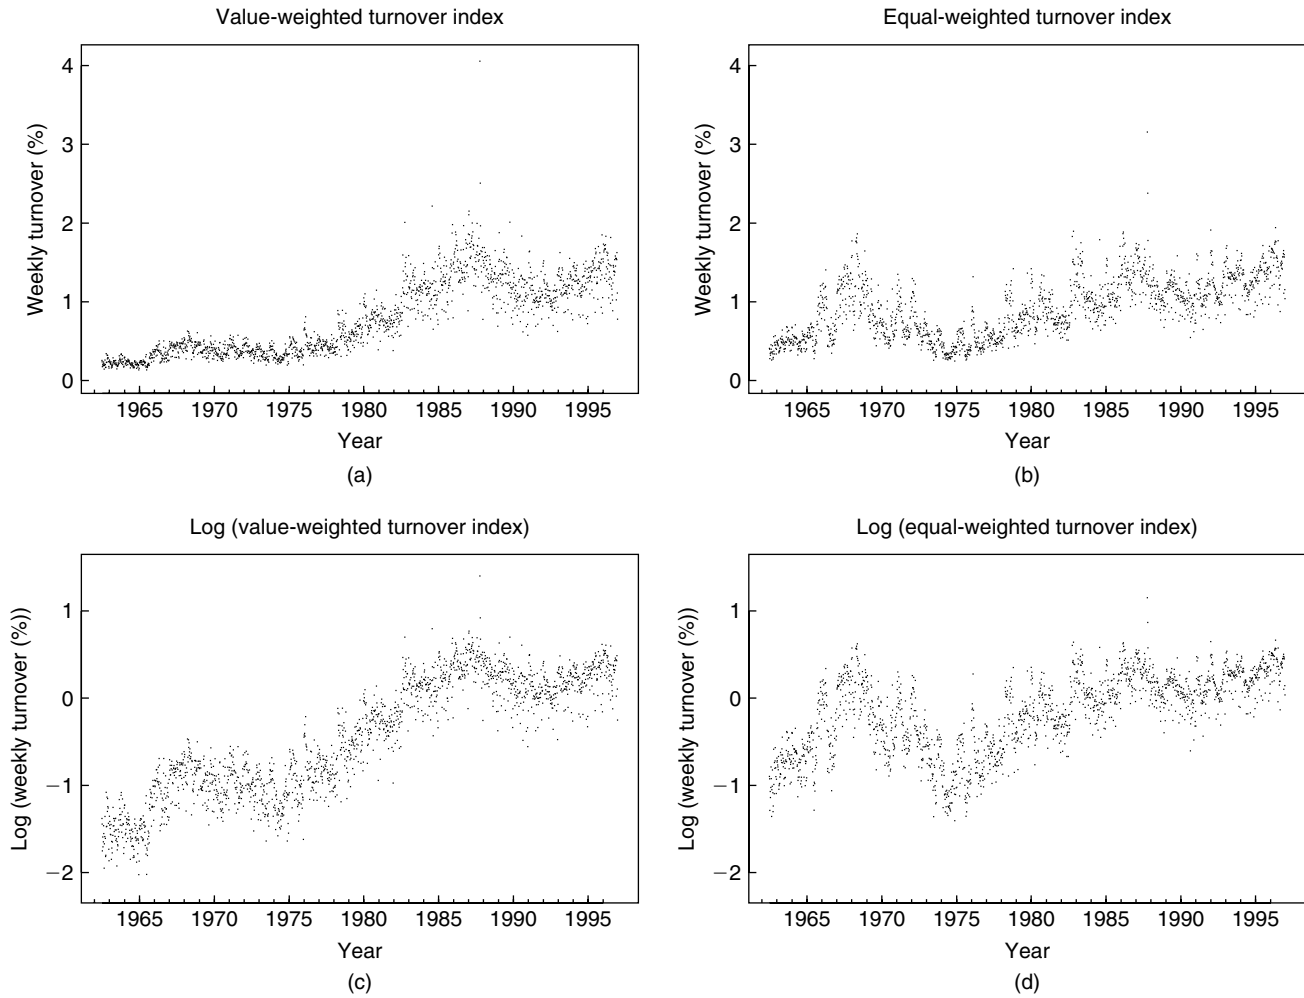 Value-weighted turnover index
Equal-weighted turnover index
Weekly turnover (%)
4
3
2
1
0
1965 1970 1975 1980 1985 1990 1995
Year
(a)
Weekly turnover (%)
4
3
2
1
0
1965 1970 1975 1980 1985 1990 1995
Year
(b)
Log (value-weighted turnover index)
Log (equal-weighted turnover index)
Log (weekly turnover (%))
1
0
−1
−2
1965 1970 1975 1980 1985 1990 1995
Year
(c)
Log (weekly turnover (%))
1
0
−1
−2
1965 1970 1975 1980 1985 1990 1995
Year
(d)